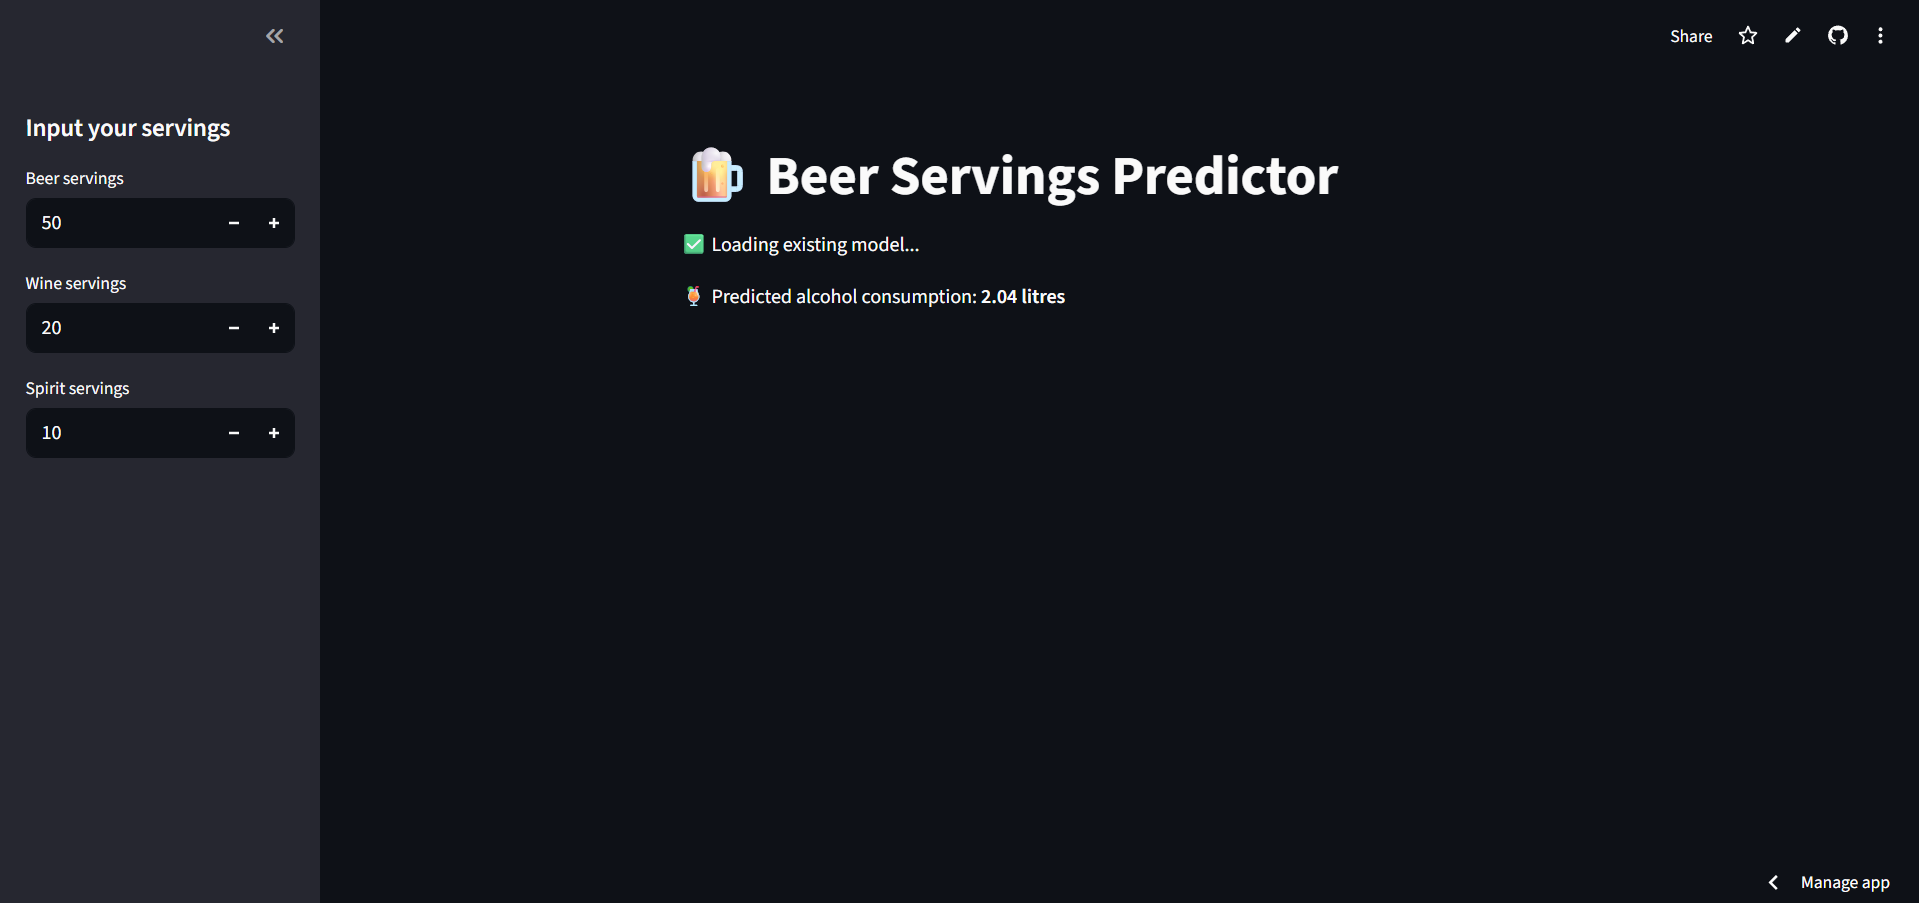 Share
Input your servings
Beer servings
50
Wine servings
20
Spirit servings
10
Beer Servings Predictor
Loading existing model...
Predicted alcohol consumption: 2.04 litres
Manage app